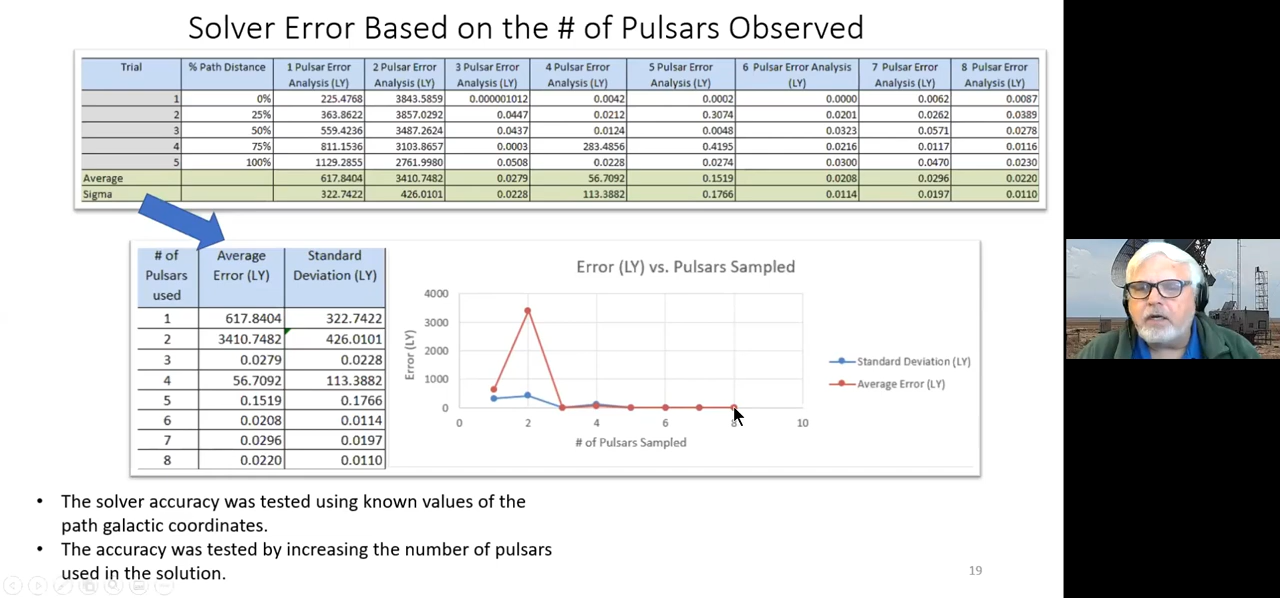 Solver Error Based on the # of Pulsars Observed
Trial % Path Distance 1 Pulsar Error Analysis (LY) 2 Pulsar Error Analysis (LY) 3 Pulsar Error Analysis (LY) 4 Pulsar Error Analysis (LY) 5 Pulsar Error Analysis (LY) 6 Pulsar Error Analysis (LY) 7 Pulsar Error Analysis (LY) 8 Pulsar Error Analysis (LY)
1 0% 225.4768 3843.5859 0.000001012 0.0042 0.0002 0.0000 0.0062 0.0087
2 25% 363.8622 3857.0292 0.0447 0.0212 0.3074 0.0201 0.0262 0.0389
3 50% 559.4236 3487.2624 0.0437 0.0124 0.0048 0.0323 0.0571 0.0278
4 75% 811.1536 3103.8657 0.0003 283.4856 0.4195 0.0216 0.0117 0.0116
5 100% 1129.2855 2761.9980 0.0508 0.0228 0.0274 0.0300 0.0470 0.0230
Average 617.8404 3410.7482 0.0279 56.7092 0.1519 0.0208 0.0296 0.0220
Sigma 322.7422 426.0101 0.0228 113.3882 0.1766 0.0114 0.0197 0.0110
# of Pulsars used Average Error (LY) Standard Deviation (LY)
1 617.8404 322.7422
2 3410.7482 426.0101
3 0.0279 0.0228
4 56.7092 113.3882
5 0.1519 0.1766
6 0.0208 0.0114
7 0.0296 0.0197
8 0.0220 0.0110
Error (LY) vs. Pulsars Sampled
Error (LY)
4000
3000
2000
1000
0
0 2 4 6 8 10
# of Pulsars Sampled
Standard Deviation (LY)
Average Error (LY)
• The solver accuracy was tested using known values of the
path galactic coordinates.
• The accuracy was tested by increasing the number of pulsars
used in the solution.
19